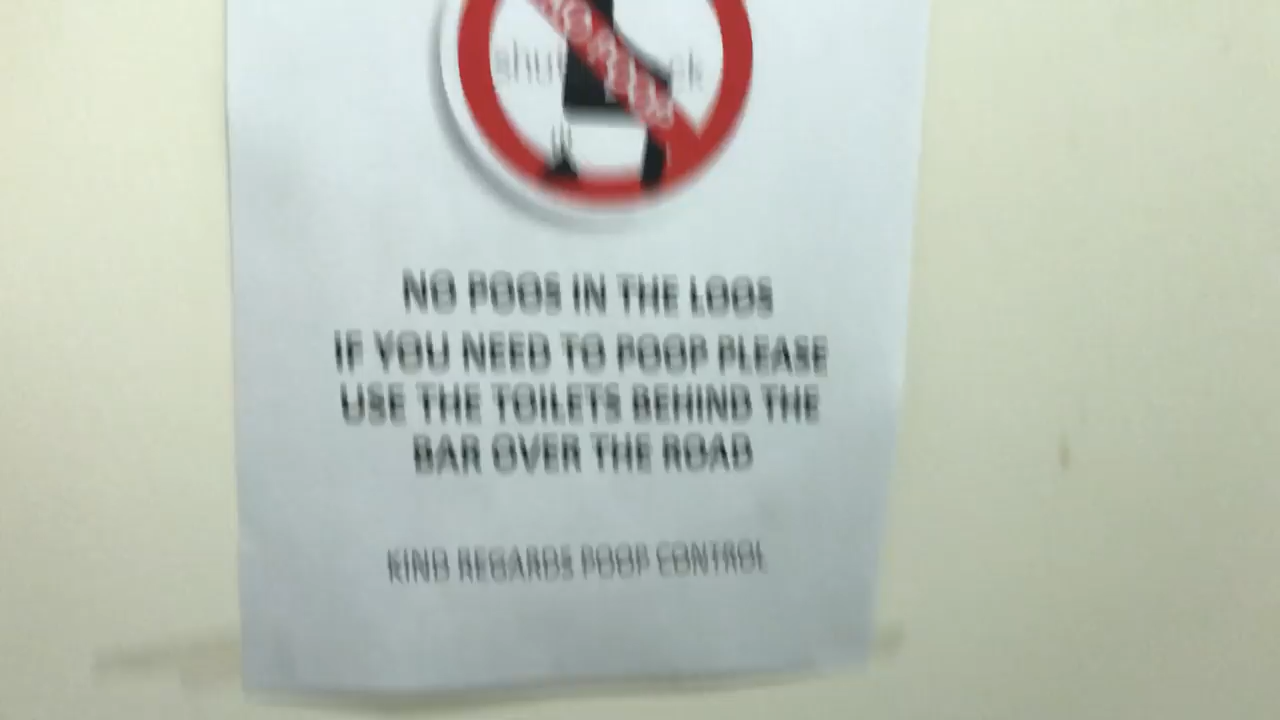 NO POOS IN THE LOOS
IF YOU NEED TO POOP PLEASE
USE THE TOILETS BEHIND THE
BAR OVER THE ROAD
KIND REGARDS POOP CONTROL